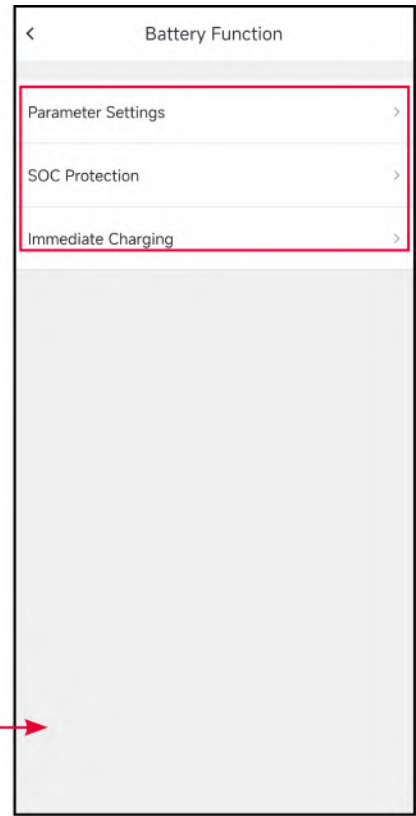 Battery Function
Parameter Settings
SOC Protection
Immediate Charging